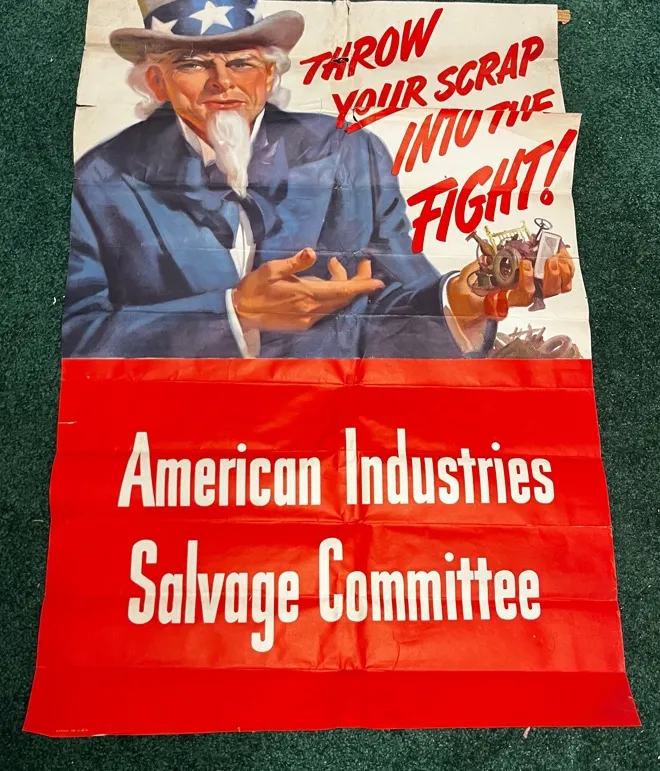 THROW
YOUR SCRAP
INTO THE
FIGHT!
American Industries
Salvage Committee